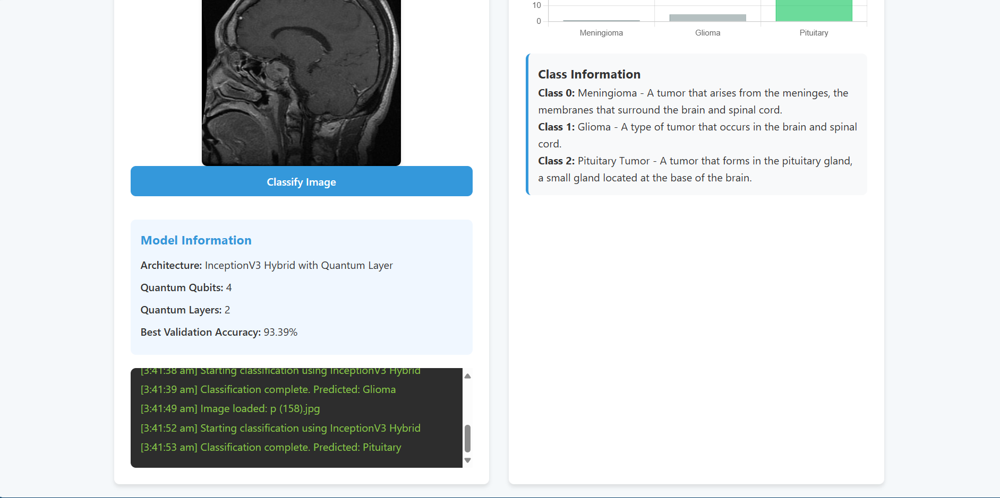 Classify Image
Model Information
Architecture: InceptionV3 Hybrid with Quantum Layer
Quantum Qubits: 4
Quantum Layers: 2
Best Validation Accuracy: 93.39%
[3:41:38 am] Starting classification using InceptionV3 Hybrid
[3:41:39 am] Classification complete. Predicted: Glioma
[3:41:49 am] Image loaded: p (158).jpg
[3:41:52 am] Starting classification using InceptionV3 Hybrid
[3:41:53 am] Classification complete. Predicted: Pituitary
10
0
Meningioma Glioma Pituitary
Class Information
Class 0: Meningioma - A tumor that arises from the meninges, the
membranes that surround the brain and spinal cord.
Class 1: Glioma - A type of tumor that occurs in the brain and spinal
cord.
Class 2: Pituitary Tumor - A tumor that forms in the pituitary gland,
a small gland located at the base of the brain.